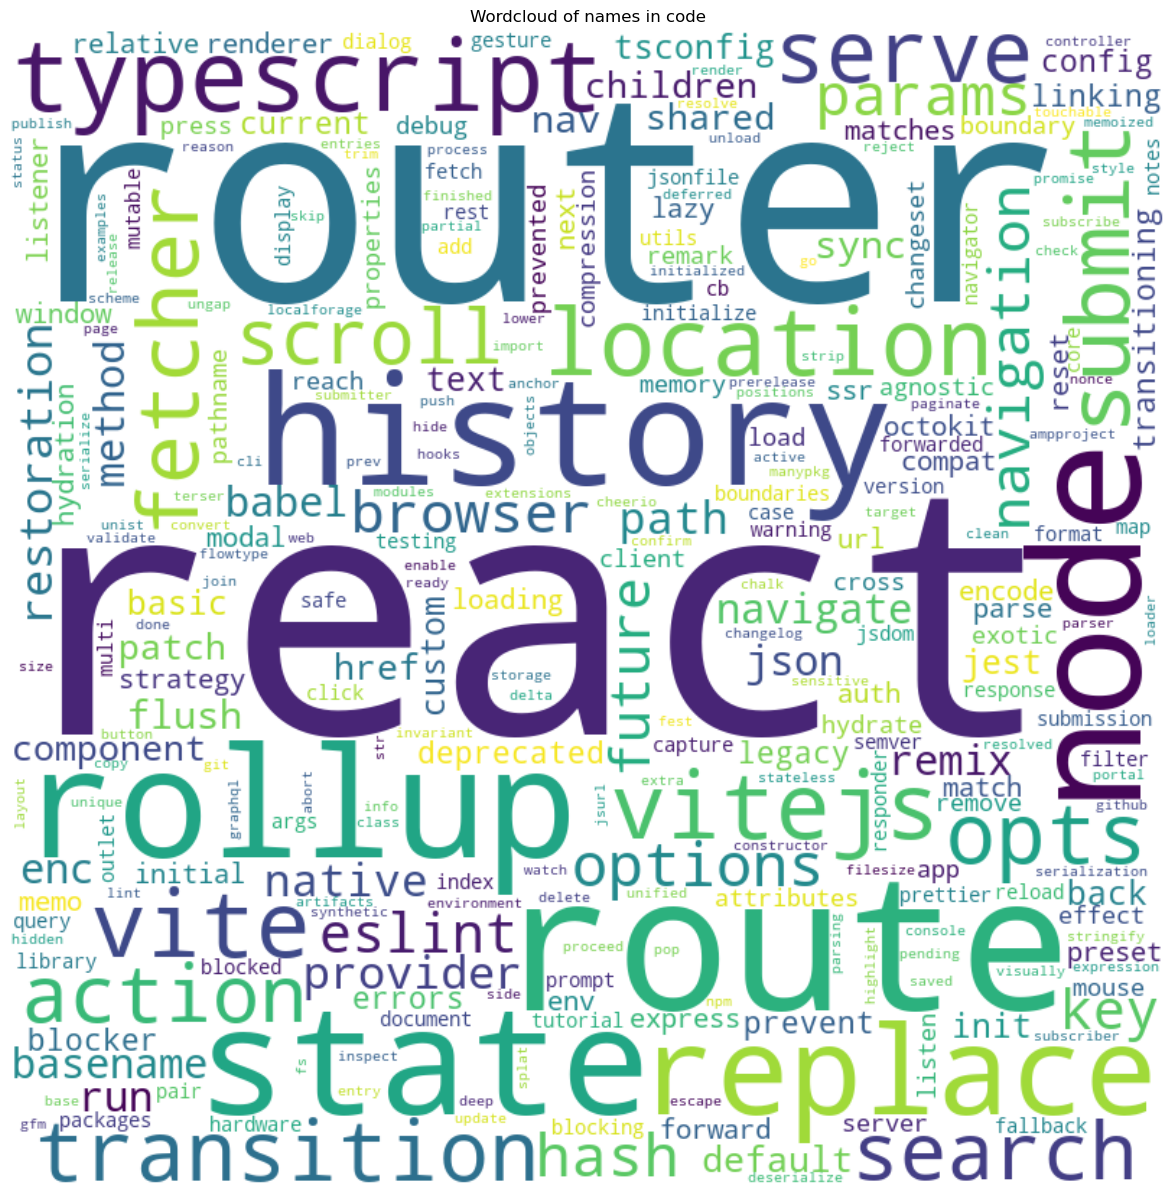 Wordcloud of names in code
typescript
relative
renderer
dialog
gesture
tsconfig
render
serve
controller
config
children
resolve
params
linking
touchable
publish
press
current
entries
debug
nav
shared
unload
matches
boundary
memoized
status
reason
trim
process
router
fetch
finished
rest
partial
add
jsonfile
deferred
lazy
utils
remark
initialized
cb
initialize
go
sync
reject
submit
style
promise
subscribe
check
notes
listener
examples
release
mutable
fetcher
display
skip
properties
prevented
next
compression
changeset
navigator
navigation
transitioning
scheme
ungap
localforage
window
page
scroll
lower
import
location
strip
reset
core
nonce
restoration
hydration
serialize
method
pathname
reach
submitter
text
anchor
push
hide
hooks
objects
history
memory
prerelease
positions
ssr
agnostic
paginate
octokit
load
active
forwarded
ampproject
manypkg
compat
cli
prev
terser
babel
modules
extensions
browser
cheerio
boundaries
version
path
case
warning
target
unist
convert
validate
modal
web
testing
confirm
url
clean
format
map
flowtype
client
enable
ready
react
node
join
basic
safe
loading
chalk
cross
encode
parse
parser
loader
done
multi
patch
custom
future
navigate
changelog
jsdom
exotic
size
strategy
href
storage
json
sensitive
jest
click
delta
auth
response
flush
fest
hydrate
submission
button
str
invariant
component
copy
git
deprecated
capture
legacy
semver
remix
resolved
filter
portal
layout
unique
rollup
graphql
abort
info
class
extra
stateless
vitejs
responder
match
remove
github
args
jsurl
opts
outlet
constructor
enc
initial
native
index
watch
options
filesize
app
serialization
back
memo
lint
artifacts
environment
delete
unified
attributes
prettier
reload
query
synthetic
effect
hidden
vite
eslint
route
proceed
pop
parsing
highlight
console
pending
stringify
preset
library
blocked
provider
prompt
visually
expression
saved
mouse
action
errors
side
env
npm
key
document
tutorial
express
prevent
listen
init
subscriber
blocker
state
fs
inspect
splat
replace
basename
base
run
pair
entry
deep
escape
gfm
packages
hardware
update
blocking
forward
server
fallback
transition
hash
default
deserialize
search